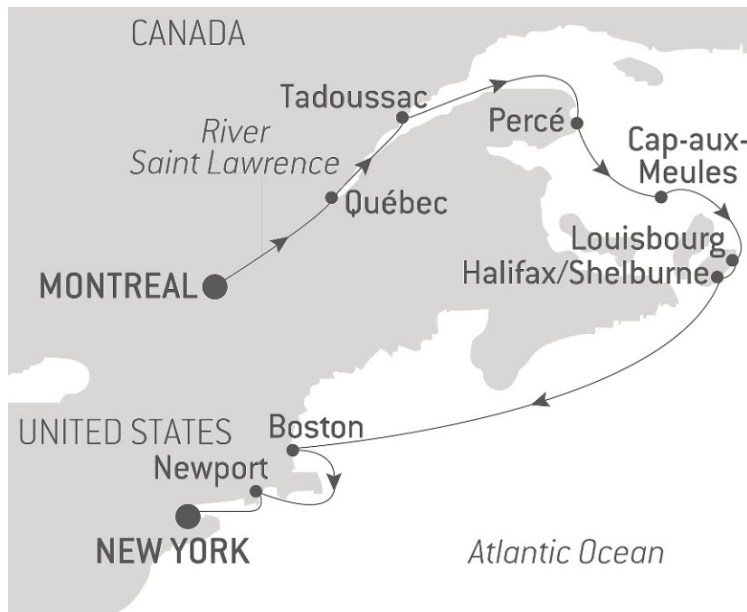 CANADA
Tadoussac
River
Saint Lawrence
Percé
Cap-aux-
Meules
Québec
Louisbourg
Halifax/Shelburne
MONTREAL
UNITED STATES
Boston
Newport
NEW YORK
Atlantic Ocean